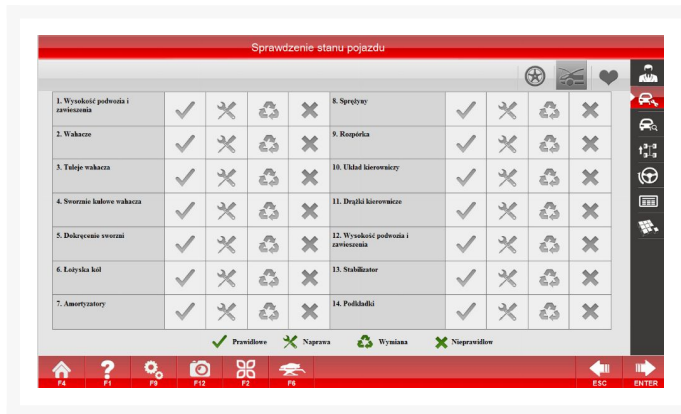 Sprawdzenie stanu pojazdu
1. Wysokość podwozia i
zawieszenia
8. Sprężyny
2. Wahacze
9. Rozpórka
3. Tuleje wahacza
10. Układ kierowniczy
4. Sworznie kulowe wahacza
11. Drążki kierownicze
5. Dokręcenie sworzni
12. Wysokość podwozia i
zawieszenia
6. Łożyska kół
13. Stabilizator
7. Amortyzatory
14. Podkładki
Prawidłowe Naprawa Wymiana Nieprawidłow
F4 F1 F9 F12 F2 F6 ESC ENTER